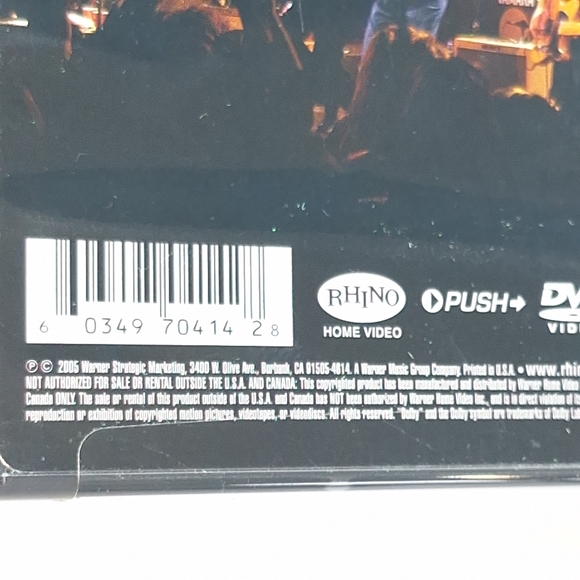 6 0349 70414 2 8
RHINO
HOME VIDEO
PUSH
DV
VID
℗ © 2005 Warner Strategic Marketing, 3400 W. Olive Ave., Burbank, CA 91505-4614. A Warner Music Group Company. Printed in U.S.A. • www.rhi
NOT AUTHORIZED FOR SALE OR RENTAL OUTSIDE THE U.S.A. AND CANADA: This copyrighted product has been manufactured and distributed by Warner Home Video
Canada ONLY. The sale or rental of this product outside of the U.S.A. and Canada has NOT been authorized by Warner Home Video Inc., and is in direct violation of
reproduction or exhibition of copyrighted motion pictures, videotapes, or videodiscs. All rights reserved. "Dolby" and the Dolby symbol are trademarks of Dolby